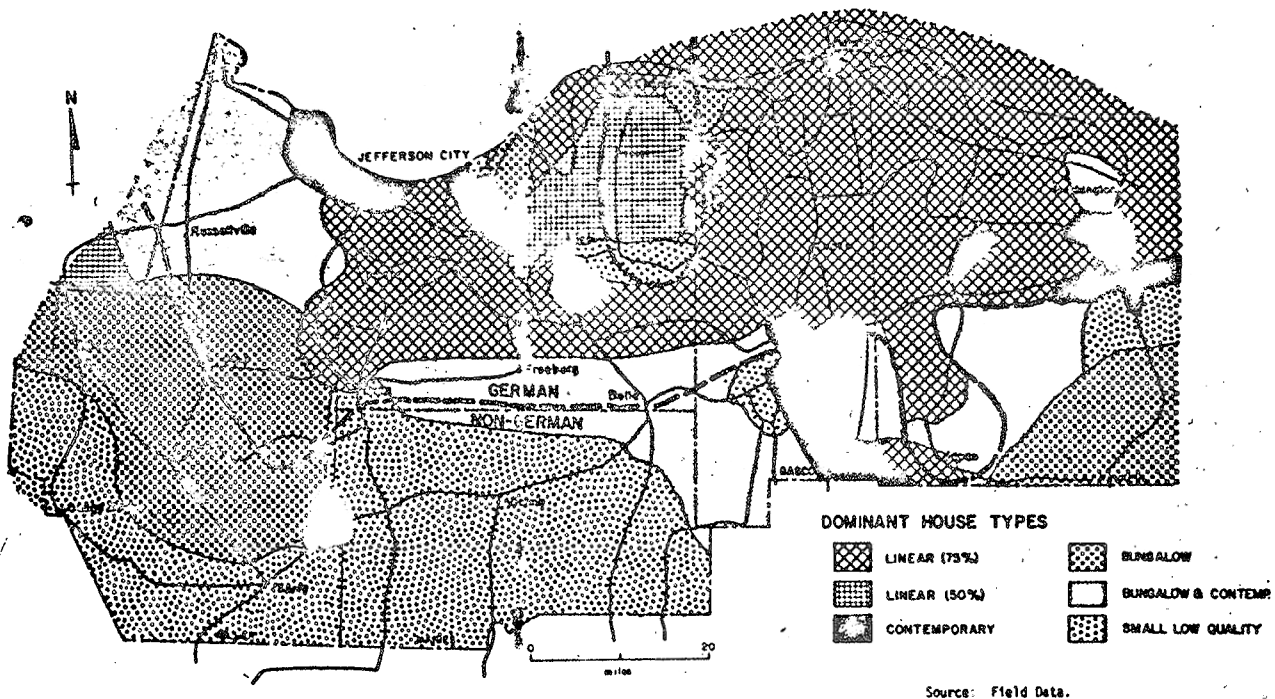 N
JEFFERSON CITY
Russellville
Freeburg
GERMAN
Belle
NON-GERMAN
DOMINANT HOUSE TYPES
LINEAR (75%)
LINEAR (50%)
CONTEMPORARY
BUNGALOW
BUNGALOW & CONTEMP.
SMALL LOW QUALITY
0 20
miles
Source: Field Data.